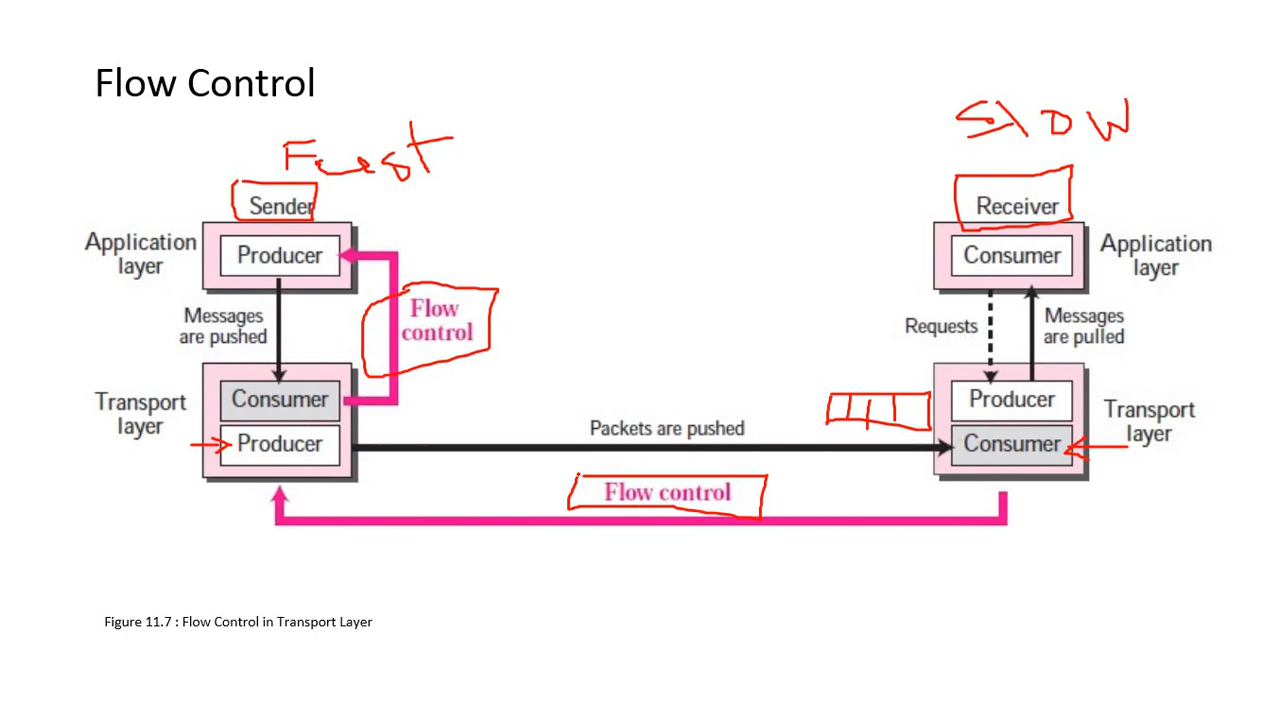 Flow Control
Fast
SlOW
Sender
Receiver
Application
layer
Producer
Consumer
Application
layer
Messages
are pushed
Flow
control
Requests
Messages
are pulled
Transport
layer
Consumer
Producer
Producer
Consumer
Transport
layer
Packets are pushed
Flow control
Figure 11.7 : Flow Control in Transport Layer